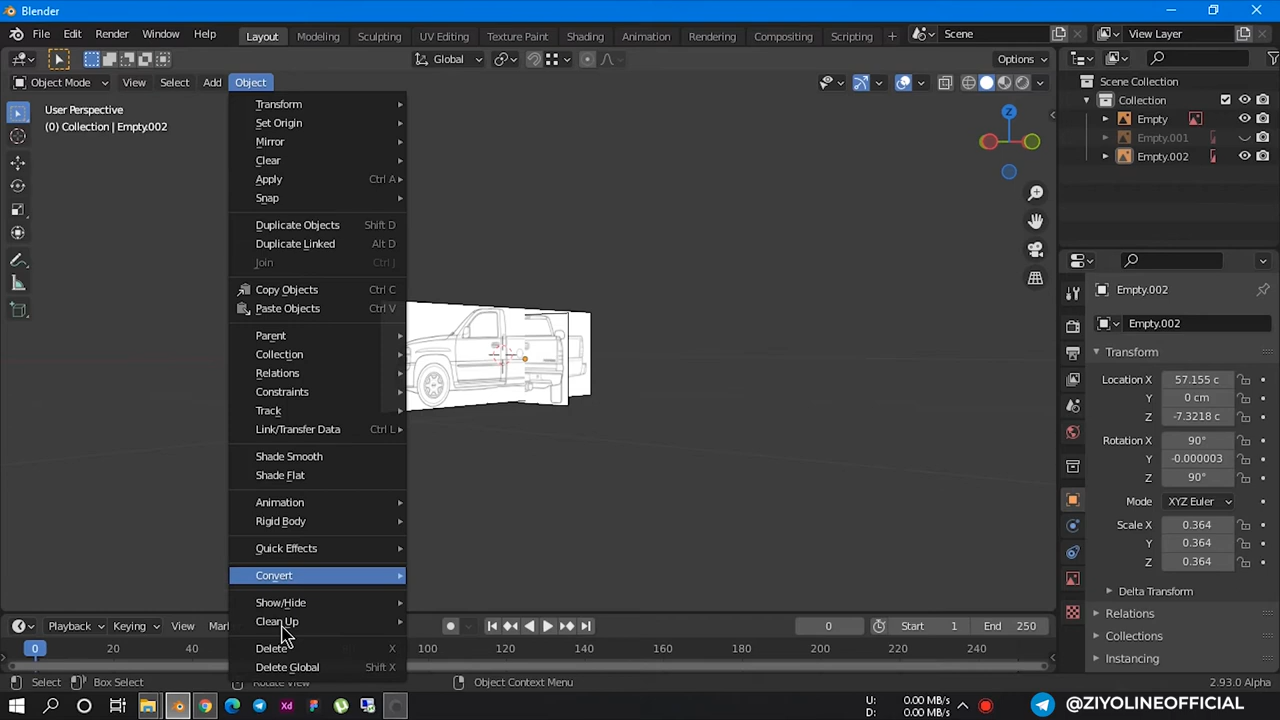 Blender
File Edit Render Window Help Layout Modeling Sculpting UV Editing Texture Paint Shading Animation Rendering Compositing Scripting + Scene View Layer
Global Options
Object Mode View Select Add Object
User Perspective
(0) Collection | Empty.002
Transform
Set Origin
Mirror
Clear
Apply Ctrl A
Snap
Duplicate Objects Shift D
Duplicate Linked Alt D
Join Ctrl J
Copy Objects Ctrl C
Paste Objects Ctrl V
Parent
Collection
Relations
Constraints
Track
Link/Transfer Data Ctrl L
Shade Smooth
Shade Flat
Animation
Rigid Body
Quick Effects
Convert
Show/Hide
Clean Up
Delete X
Delete Global Shift X
Z
Scene Collection
Collection
Empty
Empty.001
Empty.002
Empty.002
Empty.002
Transform
Location X 57.155 c
Y 0 cm
Z -7.3218 c
Rotation X 90°
Y -0.000003
Z 90°
Mode XYZ Euler
Scale X 0.364
Y 0.364
Z 0.364
Delta Transform
Relations
Collections
Instancing
Playback Keying View 0 Start 1 End 250
0 100 120 140 160 180 200 220 240
Select Box Select Rotate View Object Context Menu 2.93.0 Alpha
U: 0.00 MB/s
D: 0.00 MB/s
@ZIYOLINEOFFICIAL